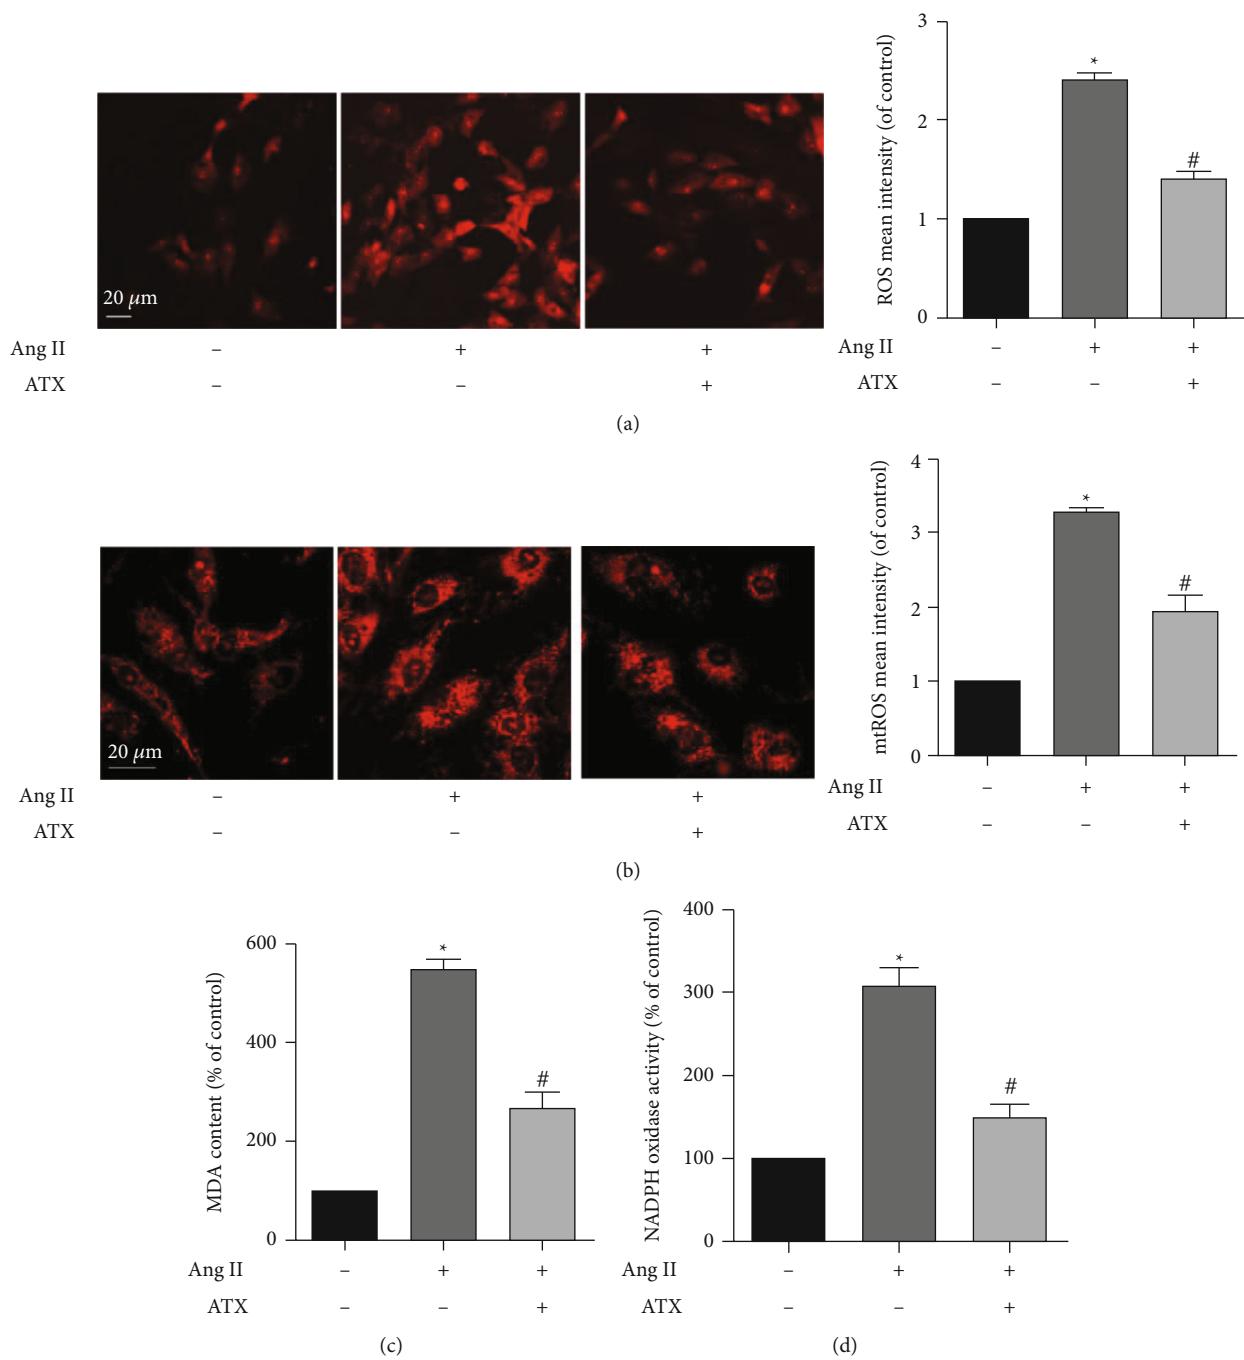 20 μm
Ang II – + +
ATX – – +
ROS mean intensity (of control)
3
2
1
0
*
#
Ang II – + +
ATX – – +
(a)
20 μm
Ang II – + +
ATX – – +
mtROS mean intensity (of control)
4
3
2
1
0
*
#
Ang II – + +
ATX – – +
(b)
MDA content (% of control)
600
400
200
0
*
#
Ang II – + +
ATX – – +
(c)
NADPH oxidase activity (% of control)
400
300
200
100
0
*
#
Ang II – + +
ATX – – +
(d)